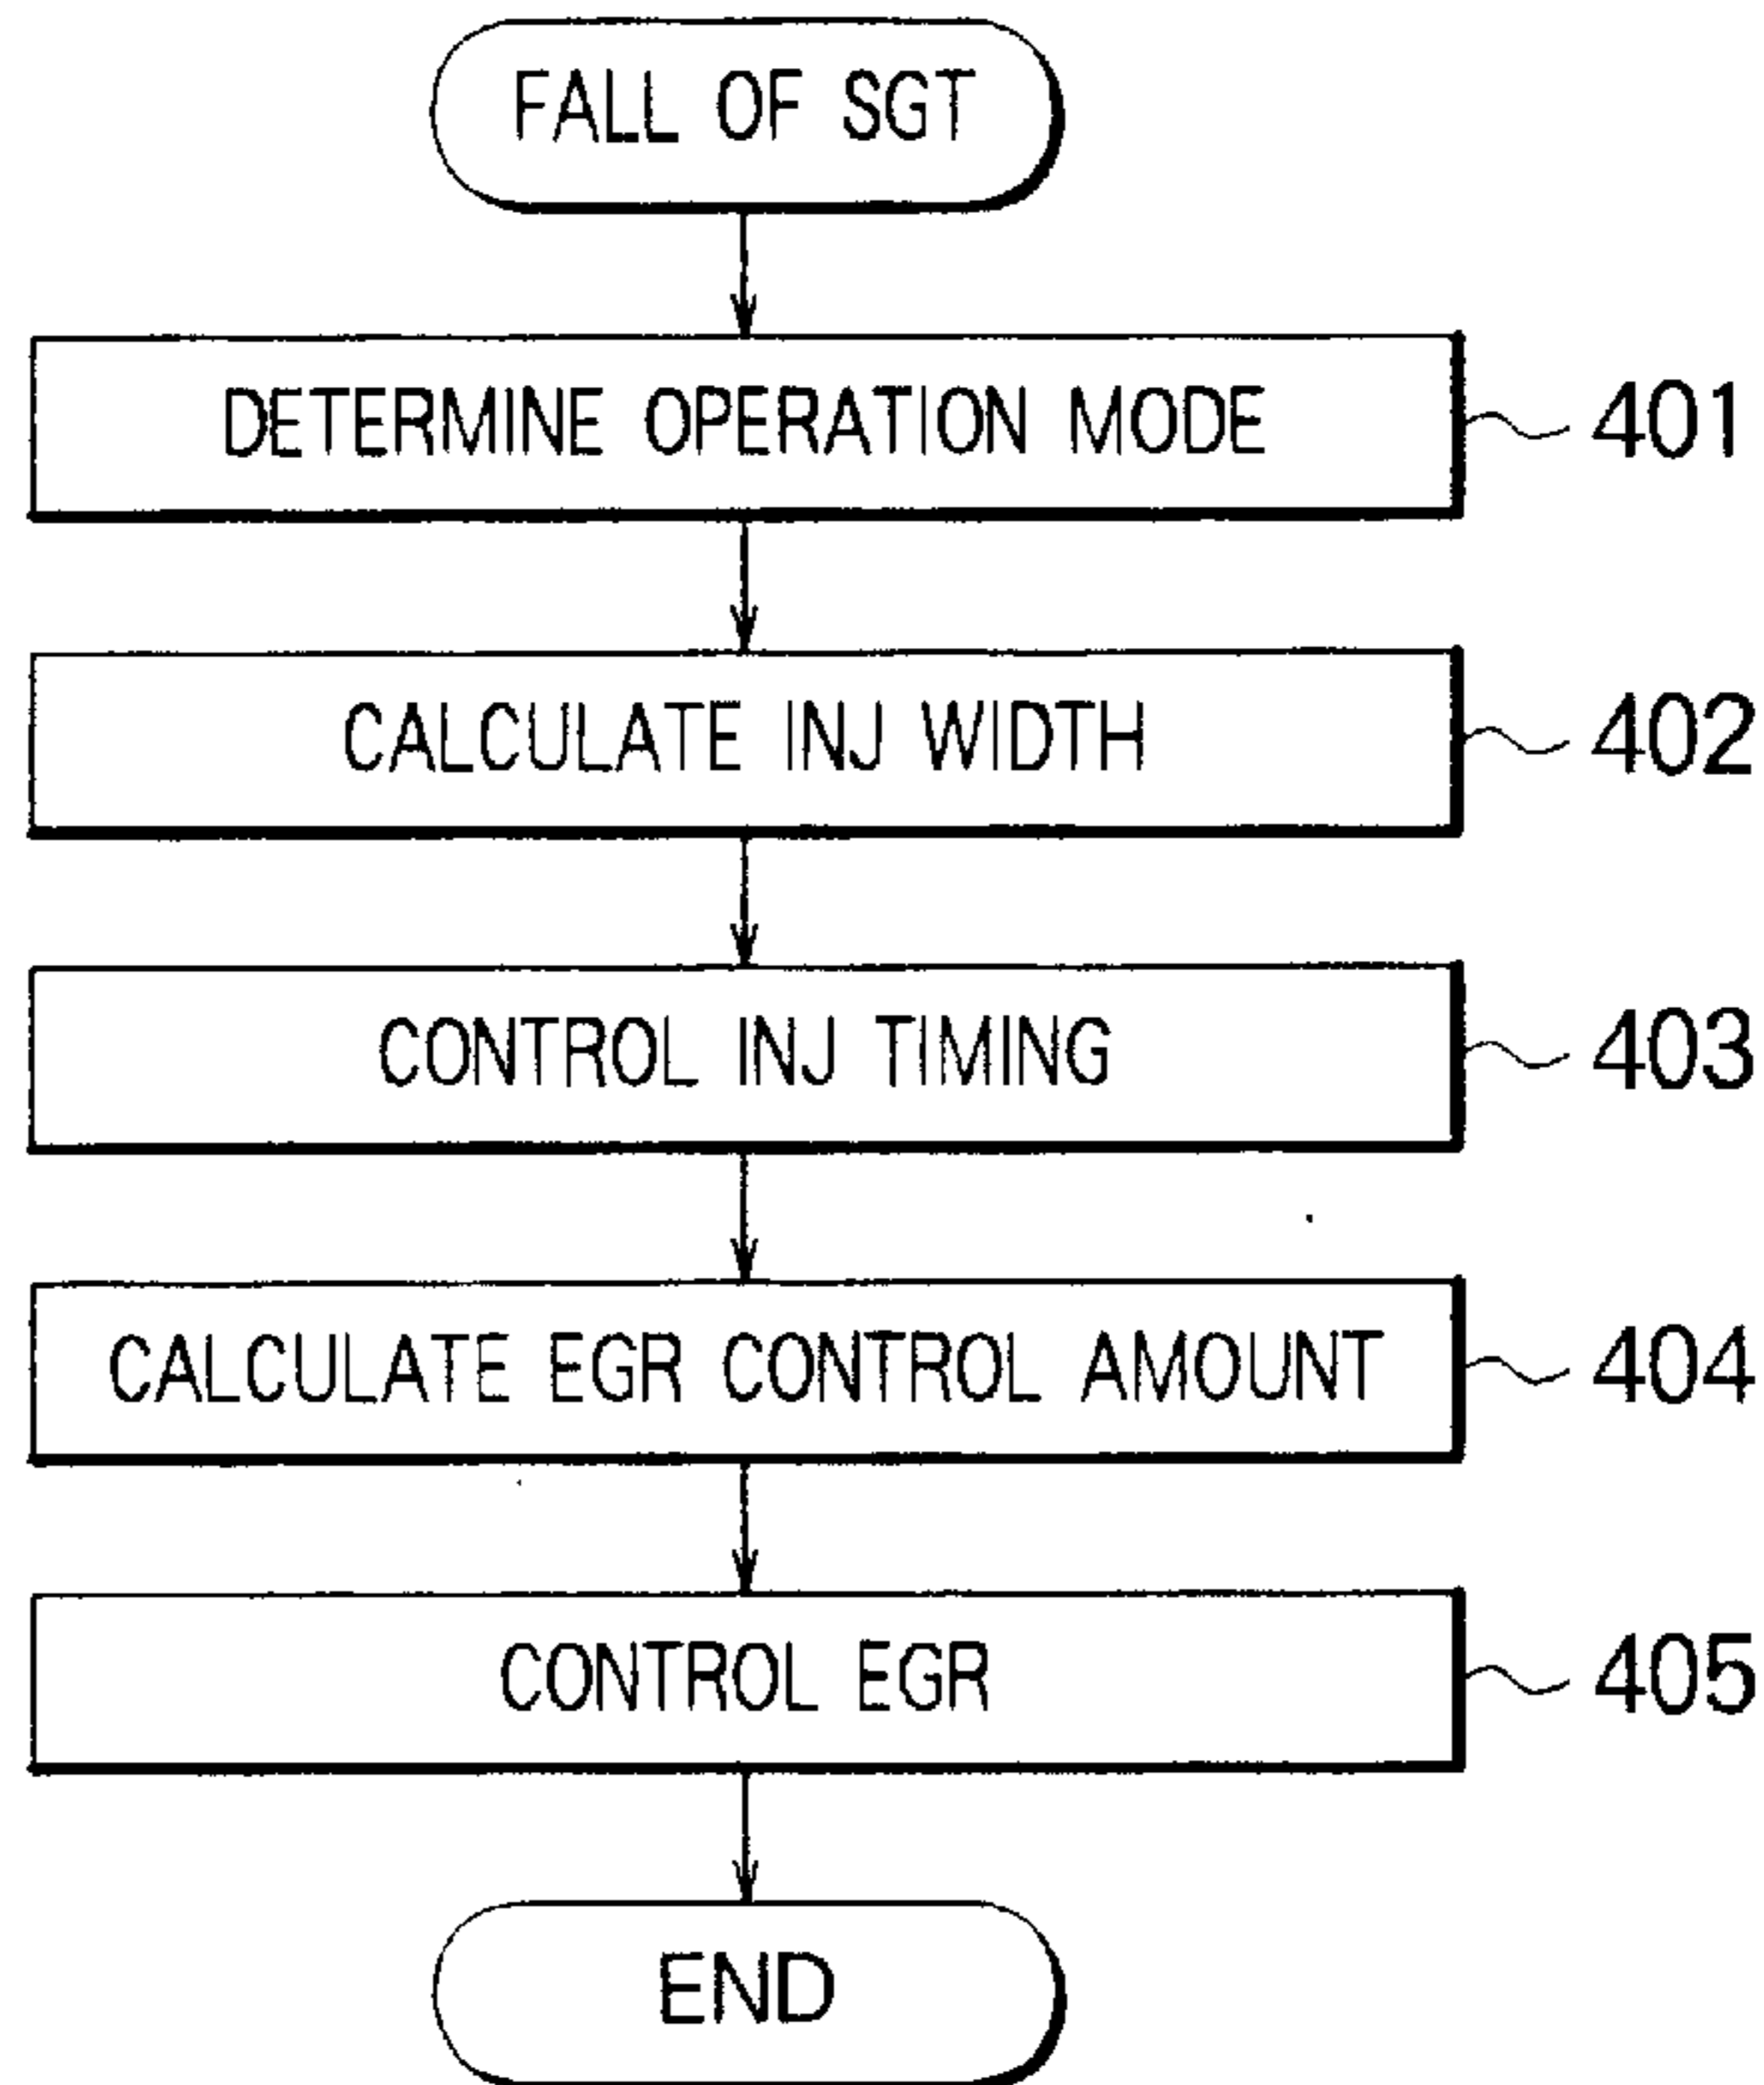 FALL OF SGT
DETERMINE OPERATION MODE
401
CALCULATE INJ WIDTH
402
CONTROL INJ TIMING
403
CALCULATE EGR CONTROL AMOUNT
404
CONTROL EGR
405
END